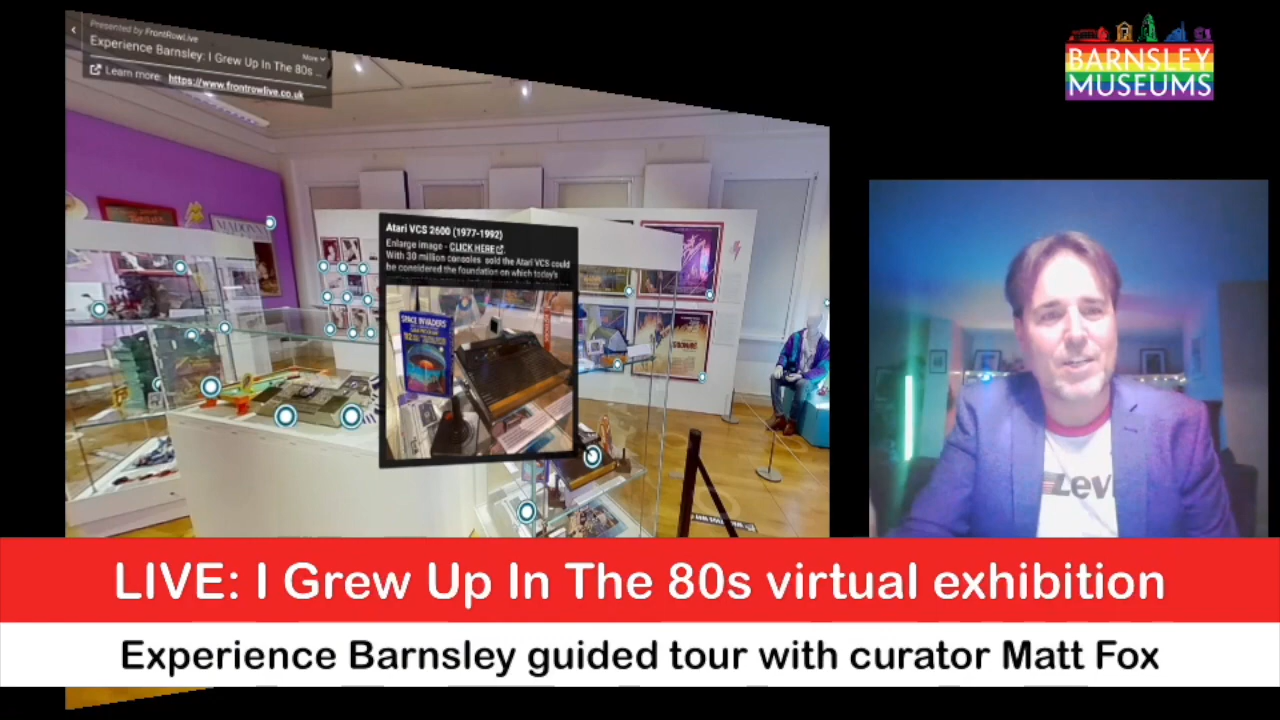 Presented by FrontRowLive
Experience Barnsley: I Grew Up In The 80s ...
More
Learn more: https://www.frontrowlive.co.uk
BARNSLEY
MUSEUMS
MADONNA
Atari VCS 2600 (1977-1992)
Enlarge image - CLICK HERE
With 30 million consoles sold the Atari VCS could
be considered the foundation on which today's
SPACE INVADERS
Levi
LIVE: I Grew Up In The 80s virtual exhibition
Experience Barnsley guided tour with curator Matt Fox